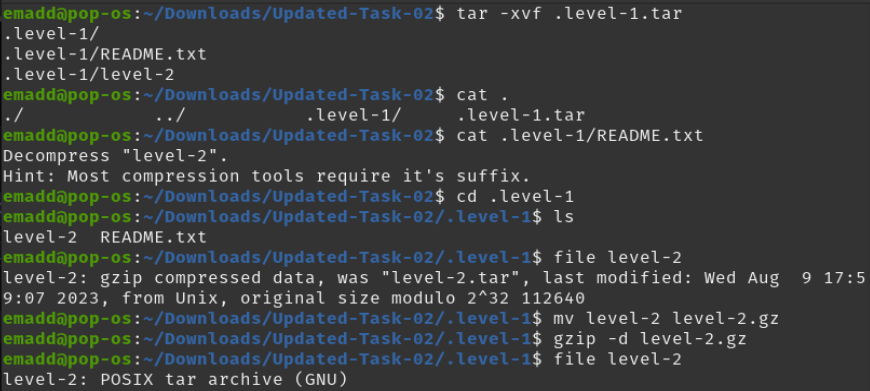 emadd@pop-os:~/Downloads/Updated-Task-02$ tar -xvf .level-1.tar
.level-1/
.level-1/README.txt
.level-1/level-2
emadd@pop-os:~/Downloads/Updated-Task-02$ cat .
./ ../ .level-1/ .level-1.tar
emadd@pop-os:~/Downloads/Updated-Task-02$ cat .level-1/README.txt
Decompress "level-2".
Hint: Most compression tools require it's suffix.
emadd@pop-os:~/Downloads/Updated-Task-02$ cd .level-1
emadd@pop-os:~/Downloads/Updated-Task-02/.level-1$ ls
level-2 README.txt
emadd@pop-os:~/Downloads/Updated-Task-02/.level-1$ file level-2
level-2: gzip compressed data, was "level-2.tar", last modified: Wed Aug  9 17:5
9:07 2023, from Unix, original size modulo 2^32 112640
emadd@pop-os:~/Downloads/Updated-Task-02/.level-1$ mv level-2 level-2.gz
emadd@pop-os:~/Downloads/Updated-Task-02/.level-1$ gzip -d level-2.gz
emadd@pop-os:~/Downloads/Updated-Task-02/.level-1$ file level-2
level-2: POSIX tar archive (GNU)